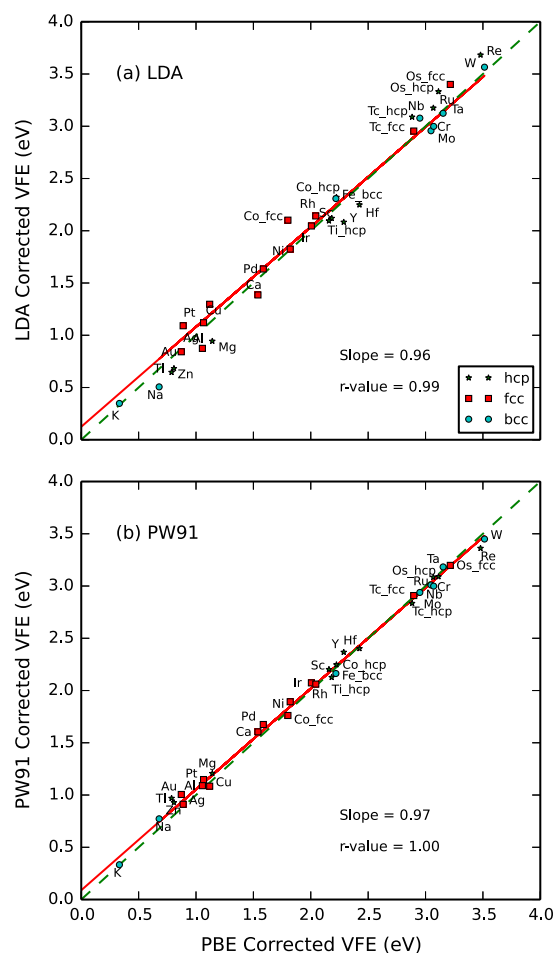 4.0
3.5
3.0
2.5
2.0
1.5
1.0
0.5
0.0
LDA Corrected VFE (eV)
(a) LDA
Re
W
Os_fcc
Os_hcp
Ru
Ta
Nb
Tc_hcp
Tc_fcc
Cr
Mo
Co_hcp
Fe_bcc
Rh
Sc
Hf
Y
Co_fcc
Ti_hcp
Ir
Ni
Pd
Ca
Cu
Pt
Ag
Al
Mg
Au
Tl
Zn
Na
K
Slope = 0.96
r-value = 0.99
hcp
fcc
bcc
4.0
3.5
3.0
2.5
2.0
1.5
1.0
0.5
0.0
PW91 Corrected VFE (eV)
(b) PW91
W
Re
Ta
Os_fcc
Os_hcp
Ru
Cr
Tc_fcc
Nb
Mo
Tc_hcp
Y
Hf
Sc
Co_hcp
Fe_bcc
Ti_hcp
Ir
Rh
Ni
Co_fcc
Pd
Ca
Mg
Pt
Au
Al
Cu
Tl
Ag
Zn
Na
K
Slope = 0.97
r-value = 1.00
0.0 0.5 1.0 1.5 2.0 2.5 3.0 3.5 4.0
PBE Corrected VFE (eV)